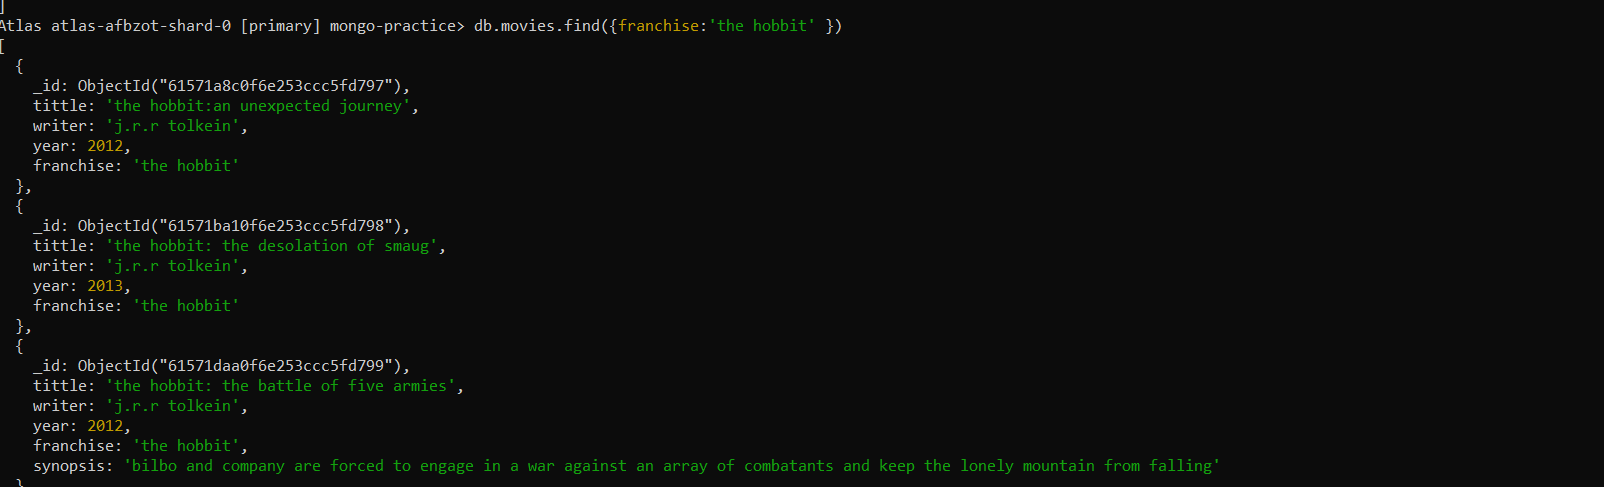 ]
Atlas atlas-afbzot-shard-0 [primary] mongo-practice> db.movies.find({franchise:'the hobbit' })
[
  {
    _id: ObjectId("61571a8c0f6e253ccc5fd797"),
    tittle: 'the hobbit:an unexpected journey',
    writer: 'j.r.r tolkein',
    year: 2012,
    franchise: 'the hobbit'
  },
  {
    _id: ObjectId("61571ba10f6e253ccc5fd798"),
    tittle: 'the hobbit: the desolation of smaug',
    writer: 'j.r.r tolkein',
    year: 2013,
    franchise: 'the hobbit'
  },
  {
    _id: ObjectId("61571daa0f6e253ccc5fd799"),
    tittle: 'the hobbit: the battle of five armies',
    writer: 'j.r.r tolkein',
    year: 2012,
    franchise: 'the hobbit',
    synopsis: 'bilbo and company are forced to engage in a war against an array of combatants and keep the lonely mountain from falling'
  }